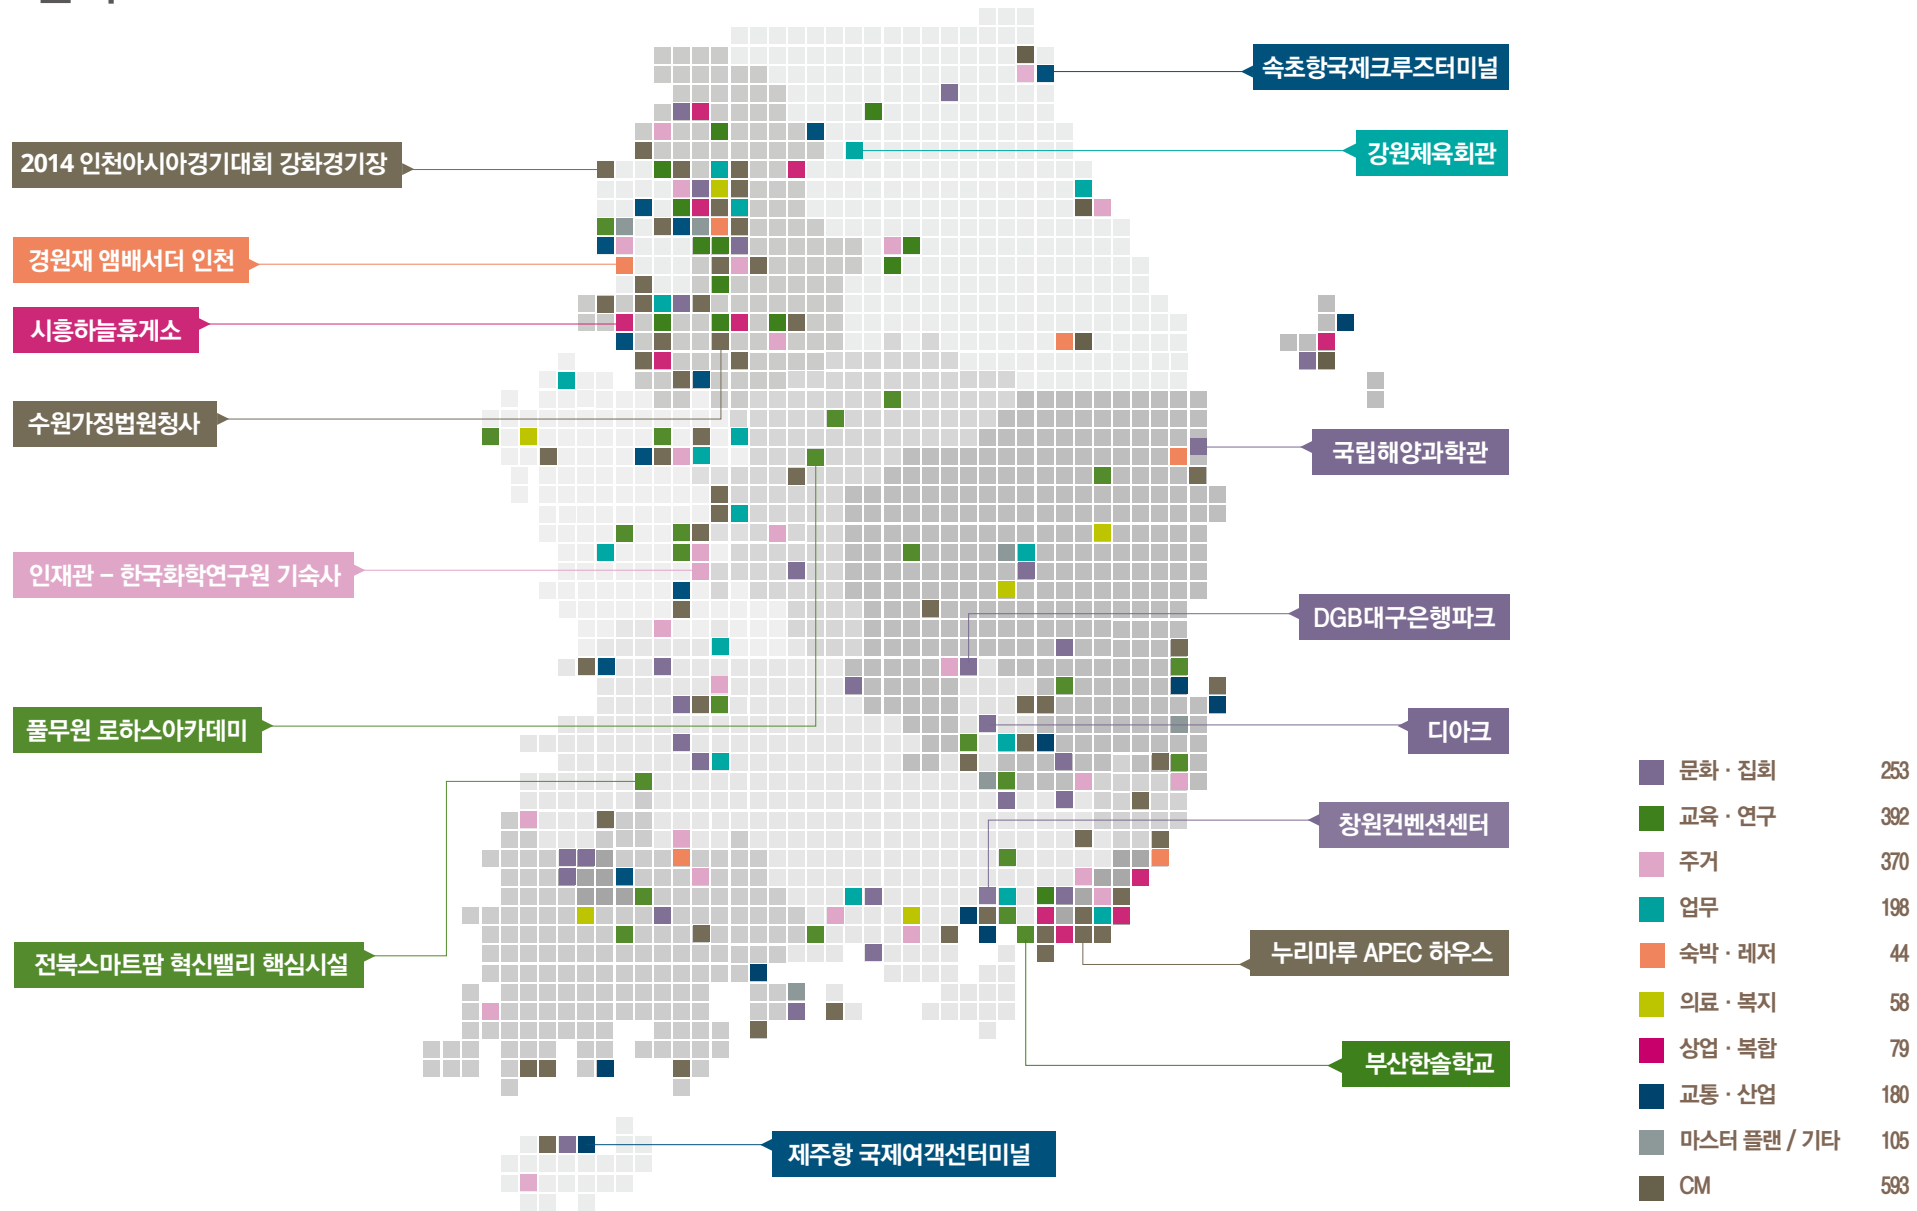 속초항국제크루즈터미널
강원체육회관
2014 인천아시아경기대회 강화경기장
경원재 앰배서더 인천
시흥하늘휴게소
수원가정법원청사
국립해양과학관
인재관 – 한국화학연구원 기숙사
DGB대구은행파크
풀무원 로하스아카데미
디아크
창원컨벤션센터
전북스마트팜 혁신밸리 핵심시설
누리마루 APEC 하우스
부산한솔학교
제주항 국제여객선터미널
문화 · 집회 253
교육 · 연구 392
주거 370
업무 198
숙박 · 레저 44
의료 · 복지 58
상업 · 복합 79
교통 · 산업 180
마스터 플랜 / 기타 105
CM 593